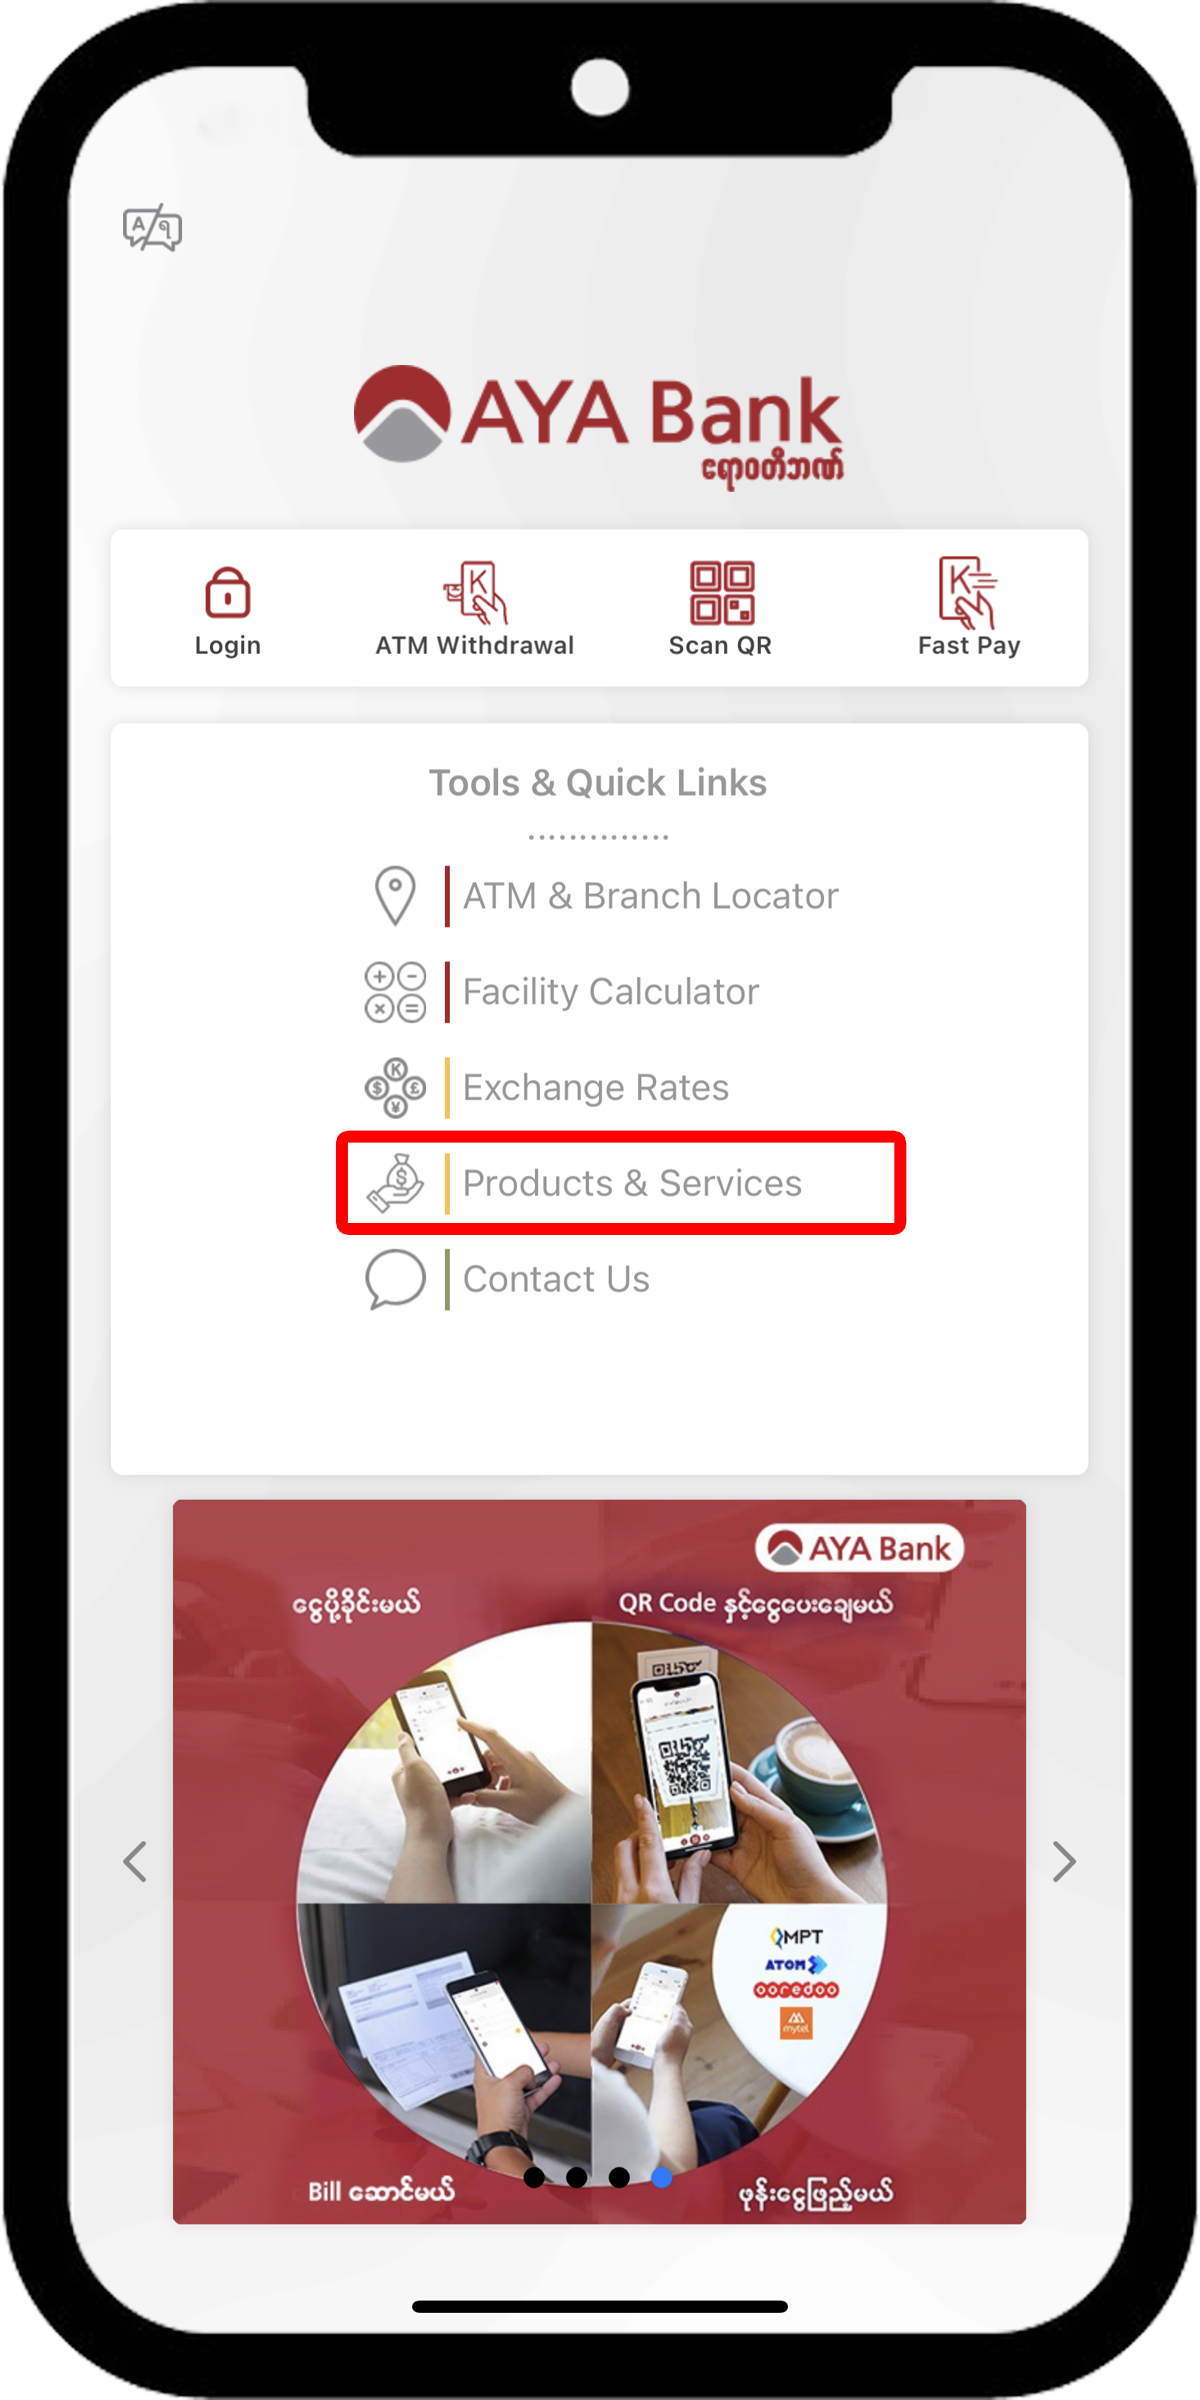 AYA Bank
ဧရာဝတီဘဏ်
Login
ATM Withdrawal
Scan QR
Fast Pay
Tools & Quick Links
ATM & Branch Locator
Facility Calculator
Exchange Rates
Products & Services
Contact Us
AYA Bank
ငွေပို့ခိုင်းမယ်
QR Code နှင့်ငွေပေးချေမယ်
MPT
ATOM
ooredoo
mytel
Bill ဆောင်မယ်
ဖုန်းငွေဖြည့်မယ်